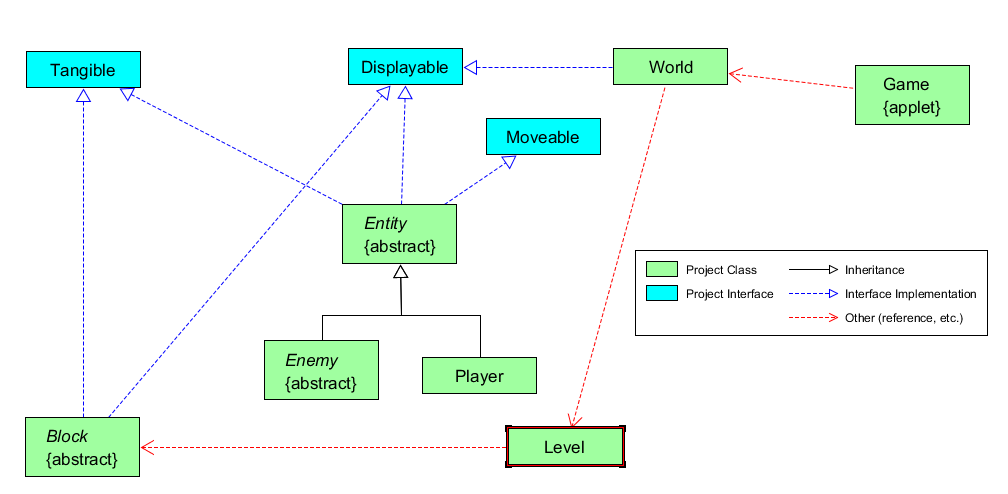 Tangible
Displayable
World
Game
{applet}
Moveable
Entity
{abstract}
Project Class
Inheritance
Project Interface
Interface Implementation
Other (reference, etc.)
Enemy
{abstract}
Player
Block
{abstract}
Level